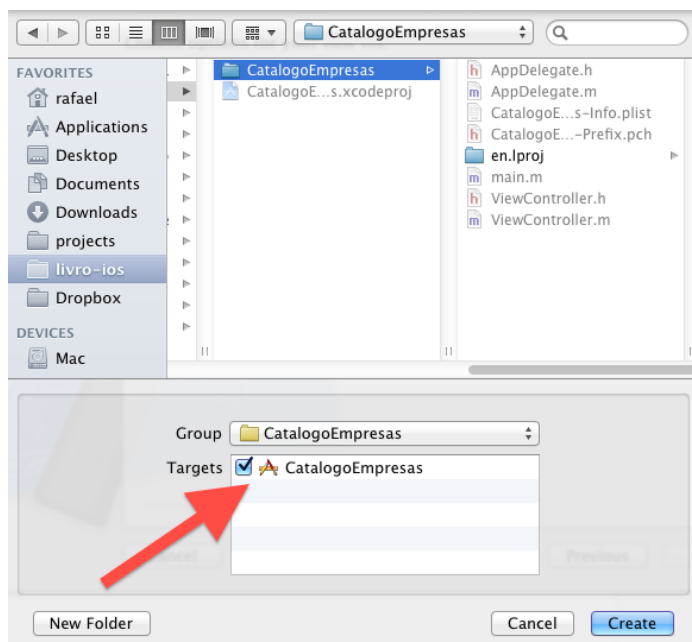 CatalogoEmpresas
FAVORITES
rafael
Applications
Desktop
Documents
Downloads
projects
livro-ios
Dropbox
DEVICES
Mac
CatalogoEmpresas
CatalogoE...s.xcodeproj
AppDelegate.h
AppDelegate.m
CatalogoE...s-Info.plist
CatalogoE...-Prefix.pch
en.lproj
main.m
ViewController.h
ViewController.m
Group CatalogoEmpresas
Targets CatalogoEmpresas
Previous
New Folder Cancel Create